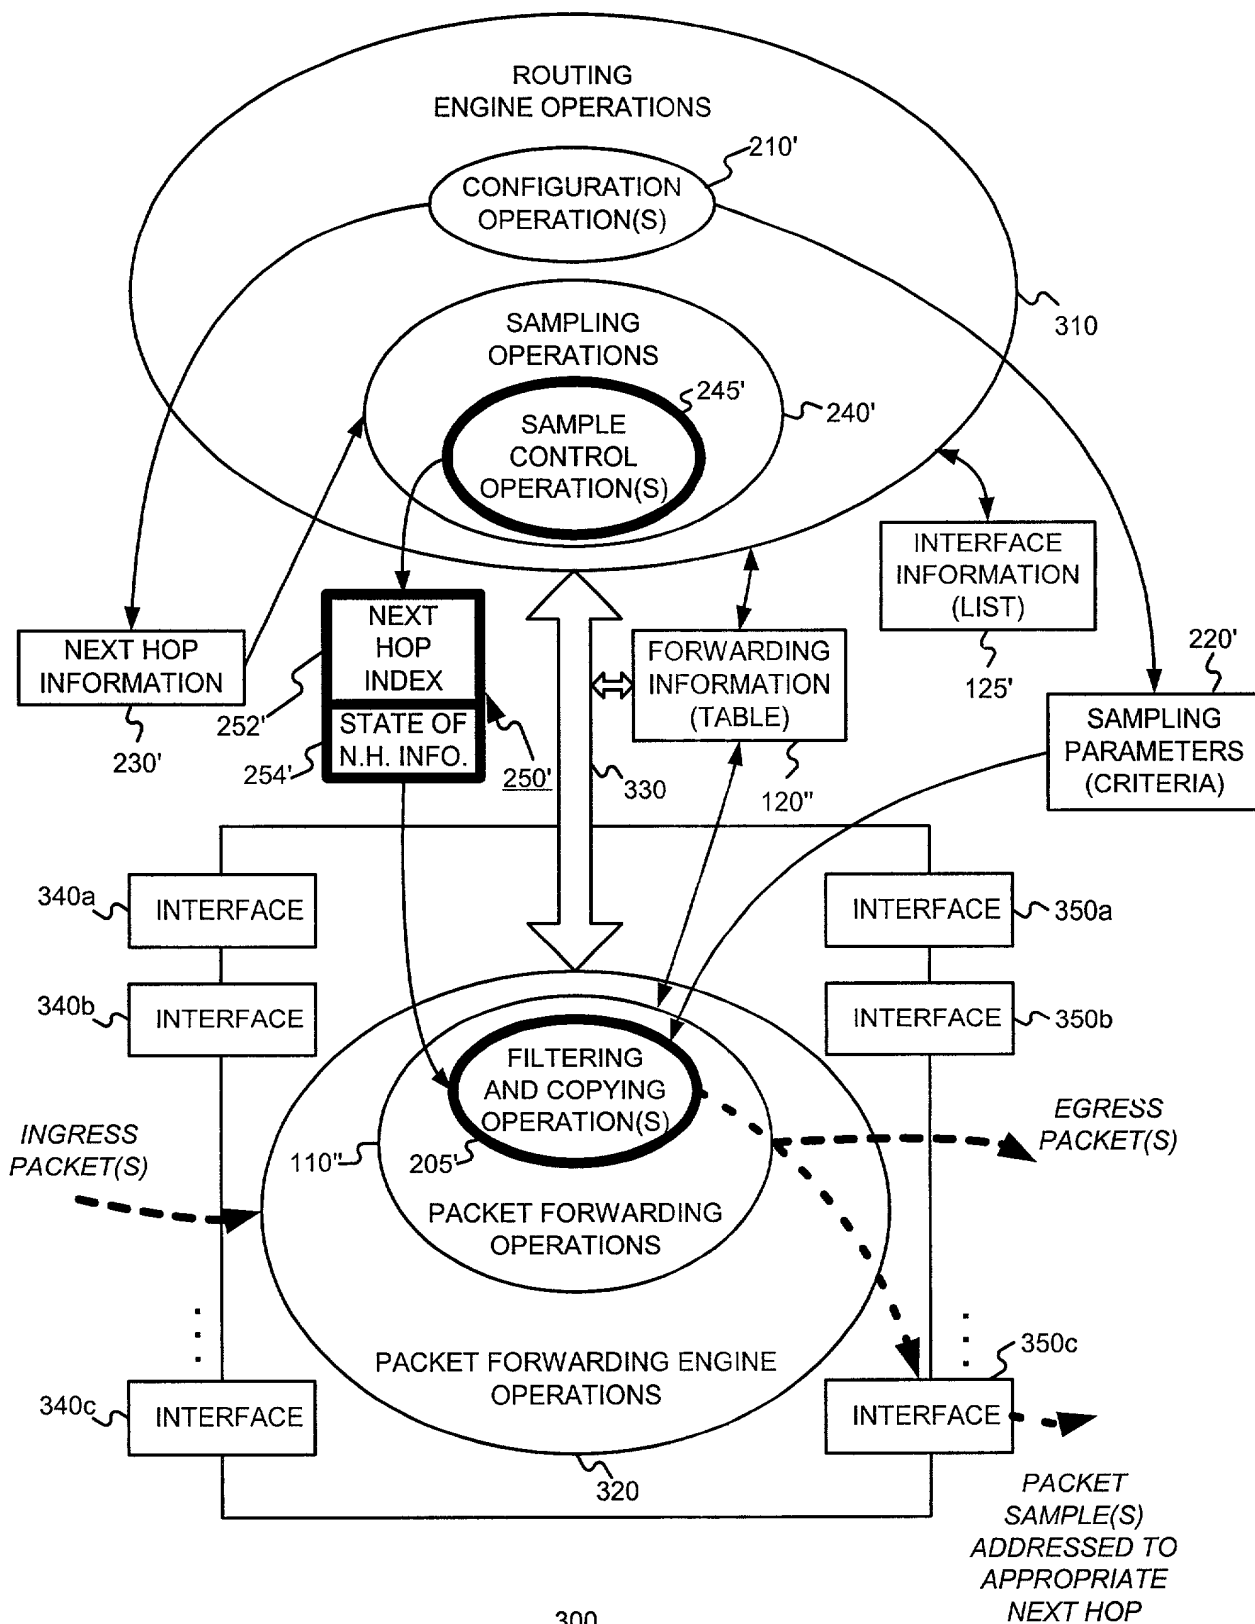 ROUTING
ENGINE OPERATIONS
210'
CONFIGURATION
OPERATION(S)
310
SAMPLING
OPERATIONS
245'
240'
SAMPLE
CONTROL
OPERATION(S)
INTERFACE
INFORMATION
(LIST)
125'
NEXT HOP
INFORMATION
230'
NEXT
HOP
INDEX
252'
STATE OF
N.H. INFO.
254'
250'
330
FORWARDING
INFORMATION
(TABLE)
120"
220'
SAMPLING
PARAMETERS
(CRITERIA)
340a
INTERFACE
INTERFACE
350a
340b
INTERFACE
INTERFACE
350b
FILTERING
AND COPYING
OPERATION(S)
110"
205'
INGRESS
PACKET(S)
EGRESS
PACKET(S)
PACKET FORWARDING
OPERATIONS
PACKET FORWARDING ENGINE
OPERATIONS
340c
INTERFACE
350c
INTERFACE
320
PACKET
SAMPLE(S)
ADDRESSED TO
APPROPRIATE
NEXT HOP
300